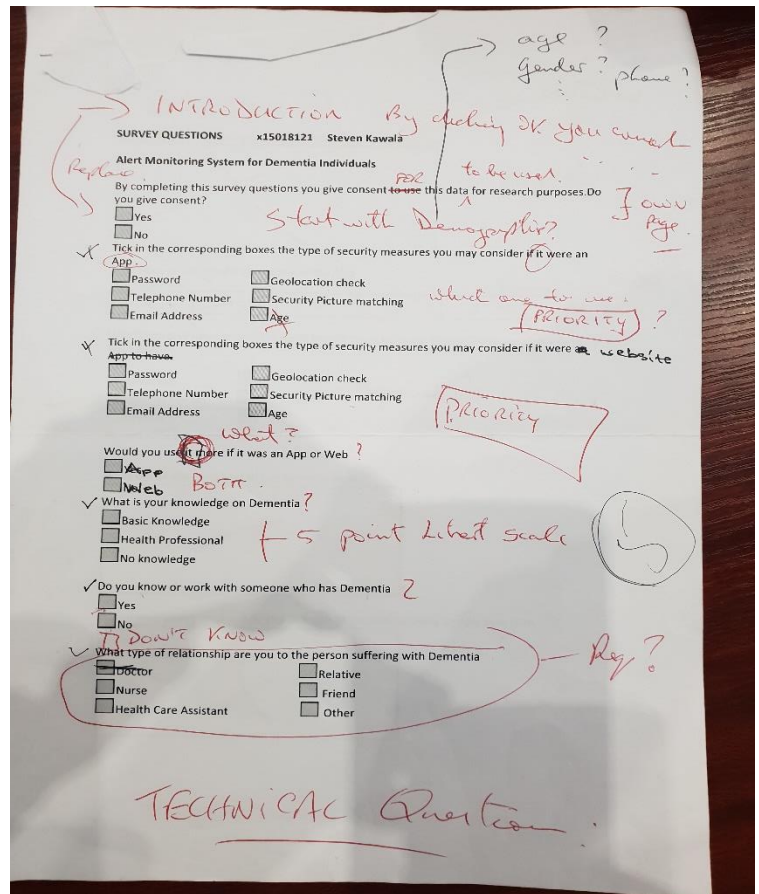 age ?
Gender ? phone ?
→ INTRODUCTION By clicking OK you consent
SURVEY QUESTIONS x15018121 Steven Kawala
Replace
to be used.
Alert Monitoring System for Dementia Individuals
FOR
By completing this survey questions you give consent to use this data for research purposes.Do
you give consent?
own
page.
Yes
Start with Demographic?
No
Tick in the corresponding boxes the type of security measures you may consider if it were an
App.
Password Geolocation check
Telephone Number Security Picture matching
which one to use.
Email Address Age
PRIORITY ?
Tick in the corresponding boxes the type of security measures you may consider if it were a website
App to have.
Password Geolocation check
Telephone Number Security Picture matching
Email Address Age
PRIORITY
What?
Would you use it more if it was an App or Web ?
App
Web BOTH.
What is your knowledge on Dementia ?
Basic Knowledge
Health Professional 5 point Likert scale
No knowledge
5
Do you know or work with someone who has Dementia ?
Yes
No
DON'T KNOW
What type of relationship are you to the person suffering with Dementia
Doctor Relative
Nurse Friend
Health Care Assistant Other
TECHNICAL Question.